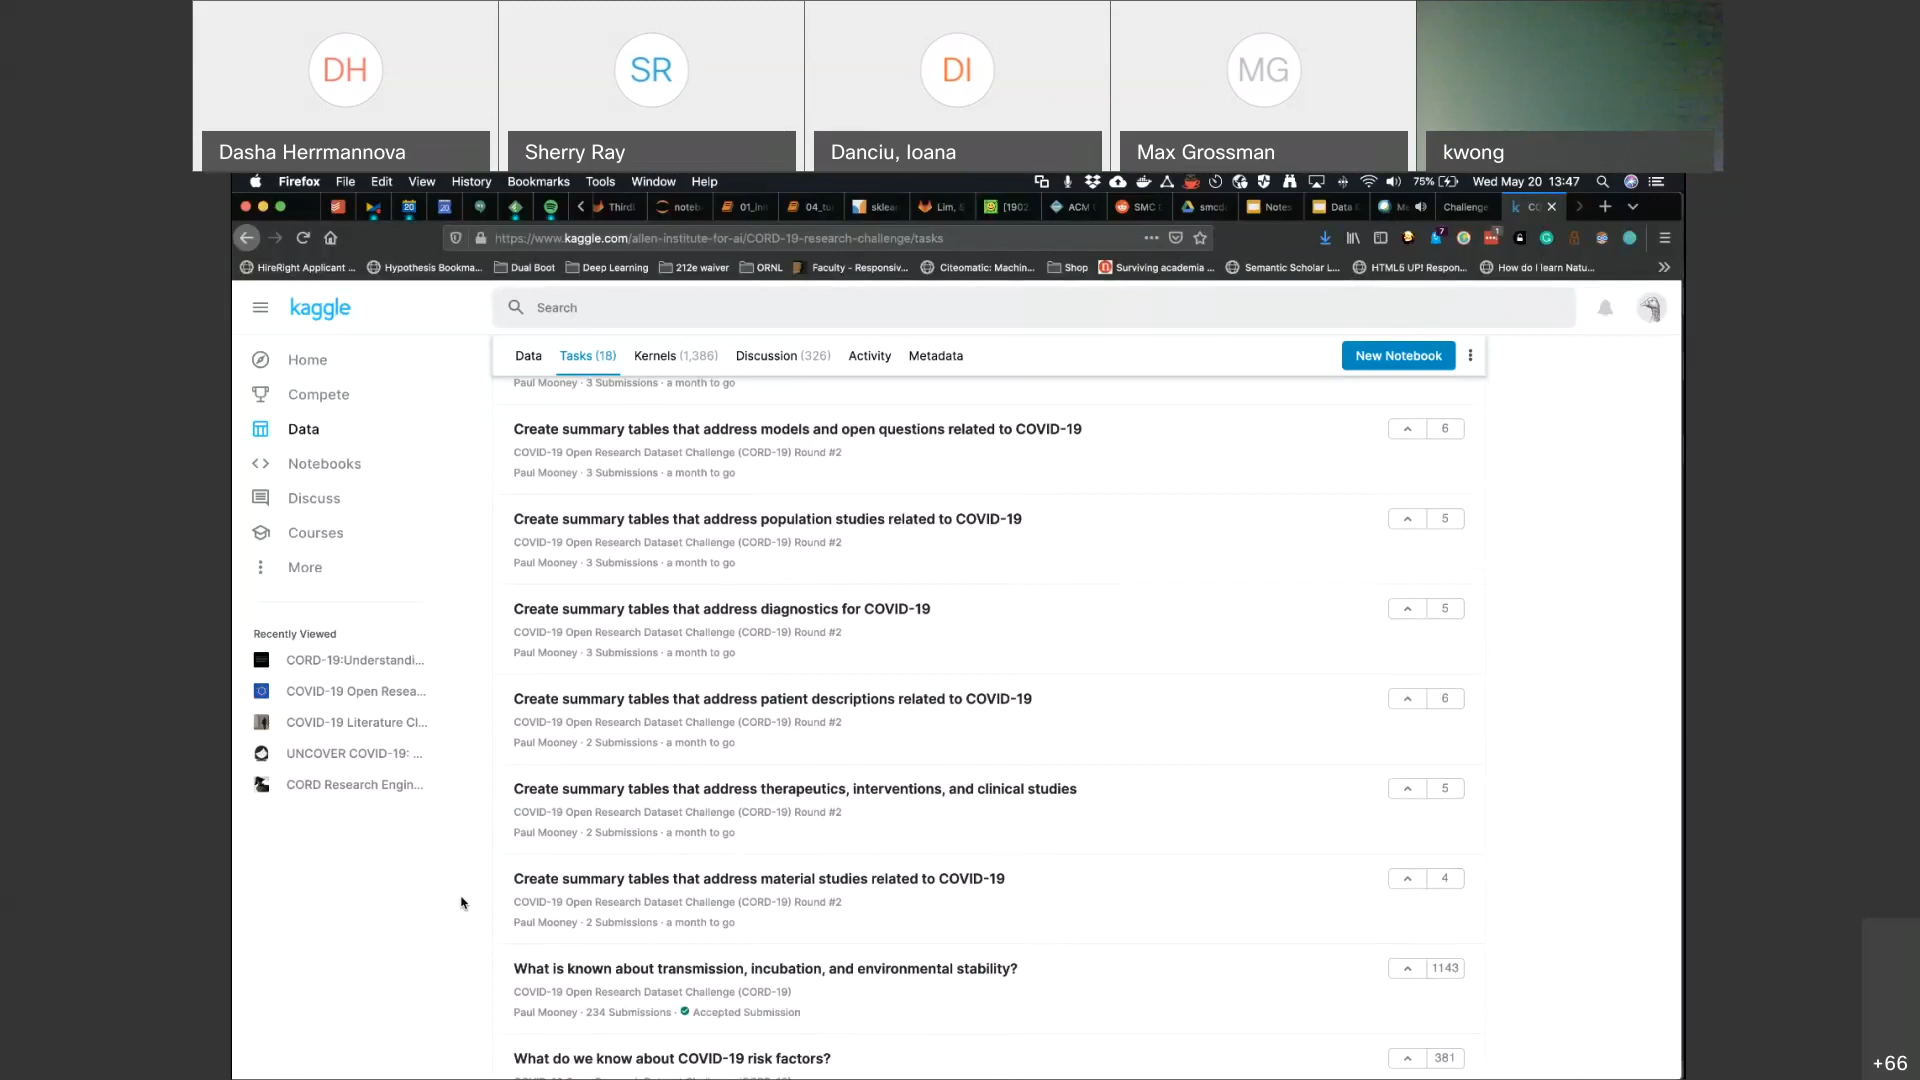 DH
SR
DI
MG
Dasha Herrmannova
Sherry Ray
Danciu, Ioana
Max Grossman
kwong
Firefox File Edit View History Bookmarks Tools Window Help
75% Wed May 20 13:47
Third noteb 01_ini 04_tu sklea Lim, [1902 ACM SMC smcd Notes Data Me Challenge
https://www.kaggle.com/allen-institute-for-ai/CORD-19-research-challenge/tasks
HireRight Applicant ... Hypothesis Bookma... Dual Boot Deep Learning 212e waiver ORNL Faculty - Responsiv... Citeomatic: Machin... Shop Surviving academia ... Semantic Scholar L... HTML5 UP! Respon... How do I learn Natu...
kaggle
Search
Data Tasks (18) Kernels (1,386) Discussion (326) Activity Metadata
New Notebook
Home
Compete
Data
Notebooks
Discuss
Courses
More
Recently Viewed
CORD-19:Understandi...
COVID-19 Open Resea...
COVID-19 Literature Cl...
UNCOVER COVID-19: ...
CORD Research Engin...
Paul Mooney · 3 Submissions · a month to go
Create summary tables that address models and open questions related to COVID-19
6
COVID-19 Open Research Dataset Challenge (CORD-19) Round #2
Paul Mooney · 3 Submissions · a month to go
Create summary tables that address population studies related to COVID-19
5
COVID-19 Open Research Dataset Challenge (CORD-19) Round #2
Paul Mooney · 3 Submissions · a month to go
Create summary tables that address diagnostics for COVID-19
5
COVID-19 Open Research Dataset Challenge (CORD-19) Round #2
Paul Mooney · 3 Submissions · a month to go
Create summary tables that address patient descriptions related to COVID-19
6
COVID-19 Open Research Dataset Challenge (CORD-19) Round #2
Paul Mooney · 2 Submissions · a month to go
Create summary tables that address therapeutics, interventions, and clinical studies
5
COVID-19 Open Research Dataset Challenge (CORD-19) Round #2
Paul Mooney · 2 Submissions · a month to go
Create summary tables that address material studies related to COVID-19
4
COVID-19 Open Research Dataset Challenge (CORD-19) Round #2
Paul Mooney · 2 Submissions · a month to go
What is known about transmission, incubation, and environmental stability?
1143
COVID-19 Open Research Dataset Challenge (CORD-19)
Paul Mooney · 234 Submissions · Accepted Submission
What do we know about COVID-19 risk factors?
381
+66